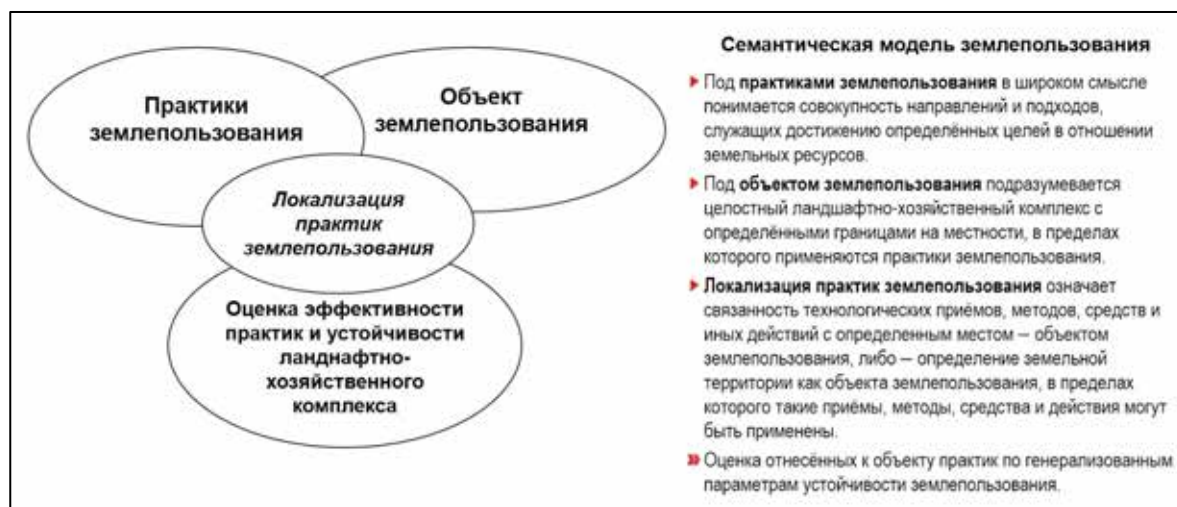 Практики
землепользования
Объект
землепользования
Локализация
практик
землепользования
Оценка эффективности
практик и устойчивости
ланднафтно-
хозяйственного
комплекса
Семантическая модель землепользования
Под практиками землепользования в широком смысле
понимается совокупность направлений и подходов,
служащих достижению определённых целей в отношении
земельных ресурсов.
Под объектом землепользования подразумевается
целостный ландшафтно-хозяйственный комплекс с
определёнными границами на местности, в пределах
которого применяются практики землепользования.
Локализация практик землепользования означает
связанность технологических приёмов, методов, средств и
иных действий с определенным местом — объектом
землепользования, либо — определение земельной
территории как объекта землепользования, в пределах
которого такие приёмы, методы, средства и действия могут
быть применены.
Оценка отнесённых к объекту практик по генерализованным
параметрам устойчивости землепользования.